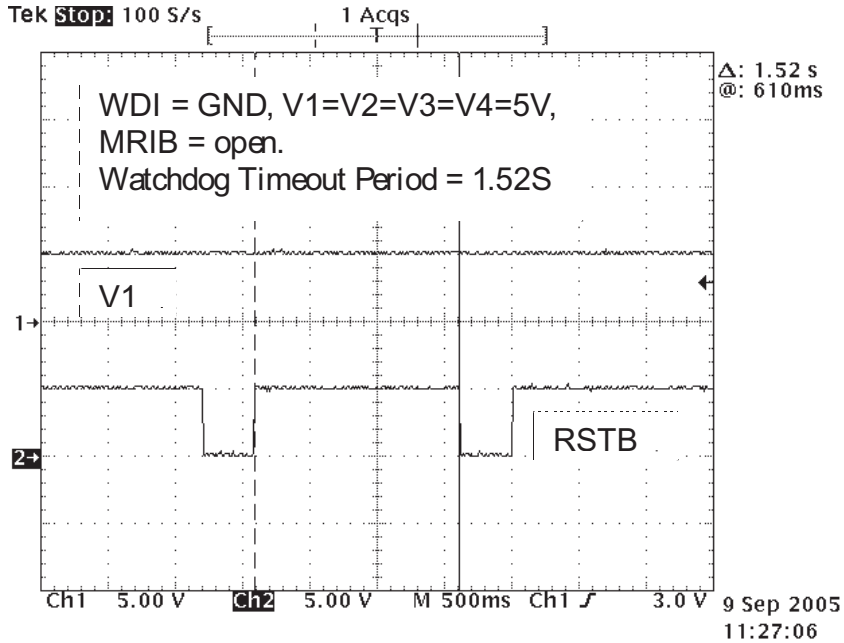 Tek Stop: 100 S/s 1 Acqs
[ T ]
Δ: 1.52 s
@: 610ms
WDI = GND, V1=V2=V3=V4=5V,
MRIB = open.
Watchdog Timeout Period = 1.52S
V1
1→
RSTB
2→
Ch1 5.00 V Ch2 5.00 V M 500ms Ch1 ƒ 3.0 V
9 Sep 2005
11:27:06